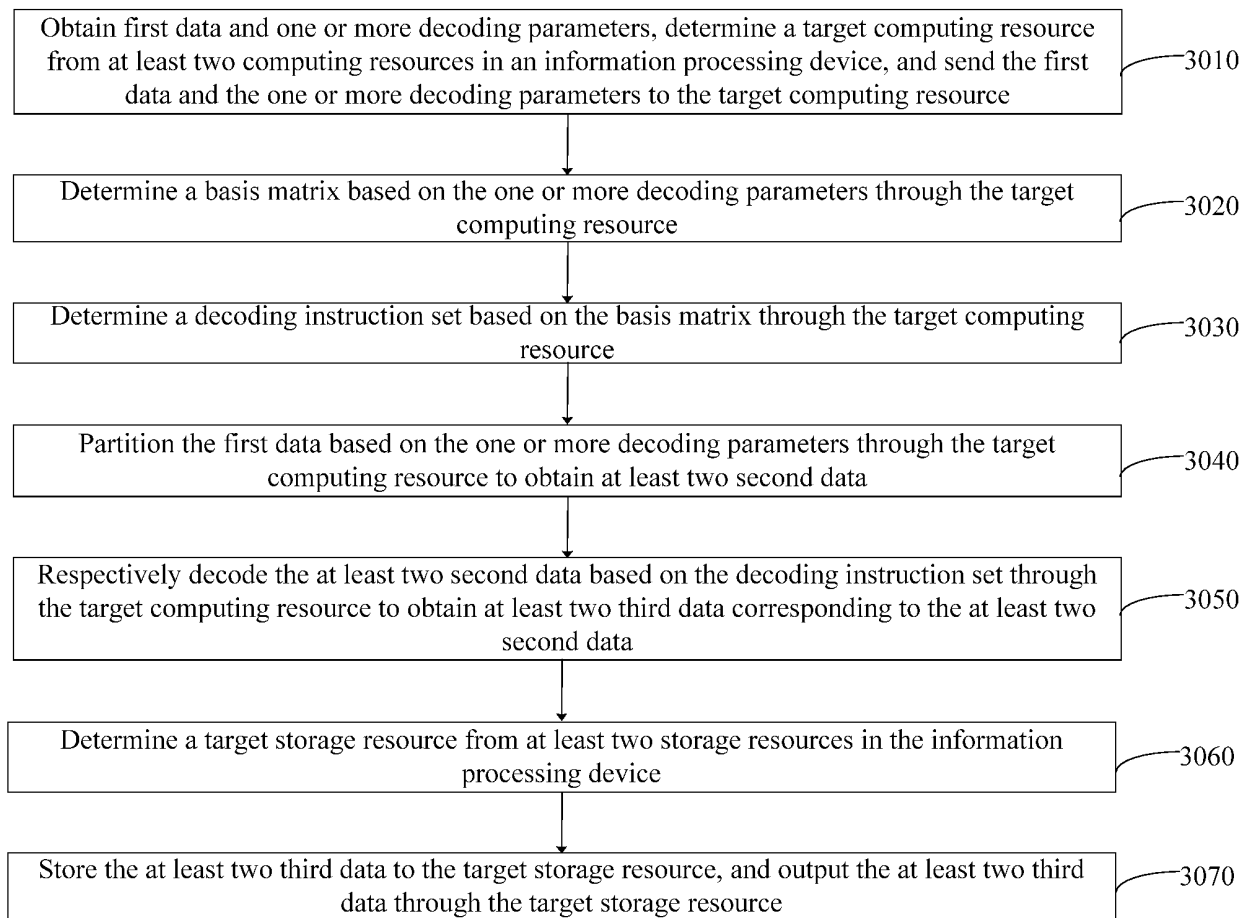 Obtain first data and one or more decoding parameters, determine a target computing resource
from at least two computing resources in an information processing device, and send the first
data and the one or more decoding parameters to the target computing resource
3010
Determine a basis matrix based on the one or more decoding parameters through the target
computing resource
3020
Determine a decoding instruction set based on the basis matrix through the target computing
resource
3030
Partition the first data based on the one or more decoding parameters through the target
computing resource to obtain at least two second data
3040
Respectively decode the at least two second data based on the decoding instruction set through
the target computing resource to obtain at least two third data corresponding to the at least two
second data
3050
Determine a target storage resource from at least two storage resources in the information
processing device
3060
Store the at least two third data to the target storage resource, and output the at least two third
data through the target storage resource
3070